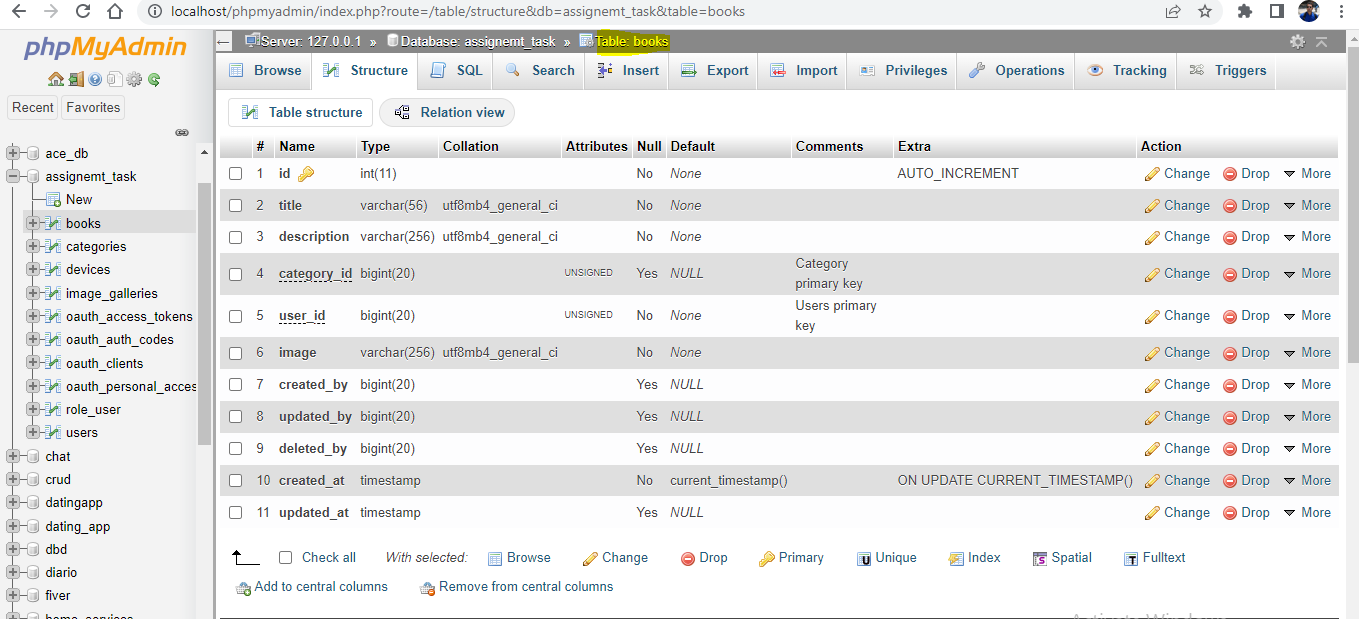 localhost/phpmyadmin/index.php?route=/table/structure&db=assignemt_task&table=books
phpMyAdmin
Recent Favorites
ace_db
assignemt_task
New
books
categories
devices
image_galleries
oauth_access_tokens
oauth_auth_codes
oauth_clients
oauth_personal_acces
role_user
users
chat
crud
datingapp
dating_app
dbd
diario
fiver
home_services
Server: 127.0.0.1 » Database: assignemt_task » Table: books
Browse Structure SQL Search Insert Export Import Privileges Operations Tracking Triggers
Table structure Relation view
# Name Type Collation Attributes Null Default Comments Extra Action
1 id int(11) No None AUTO_INCREMENT Change Drop More
2 title varchar(56) utf8mb4_general_ci No None Change Drop More
3 description varchar(256) utf8mb4_general_ci No None Change Drop More
4 category_id bigint(20) UNSIGNED Yes NULL Category primary key Change Drop More
5 user_id bigint(20) UNSIGNED No None Users primary key Change Drop More
6 image varchar(256) utf8mb4_general_ci No None Change Drop More
7 created_by bigint(20) Yes NULL Change Drop More
8 updated_by bigint(20) Yes NULL Change Drop More
9 deleted_by bigint(20) Yes NULL Change Drop More
10 created_at timestamp No current_timestamp() ON UPDATE CURRENT_TIMESTAMP() Change Drop More
11 updated_at timestamp Yes NULL Change Drop More
Check all With selected: Browse Change Drop Primary Unique Index Spatial Fulltext
Add to central columns Remove from central columns
Activate Windows